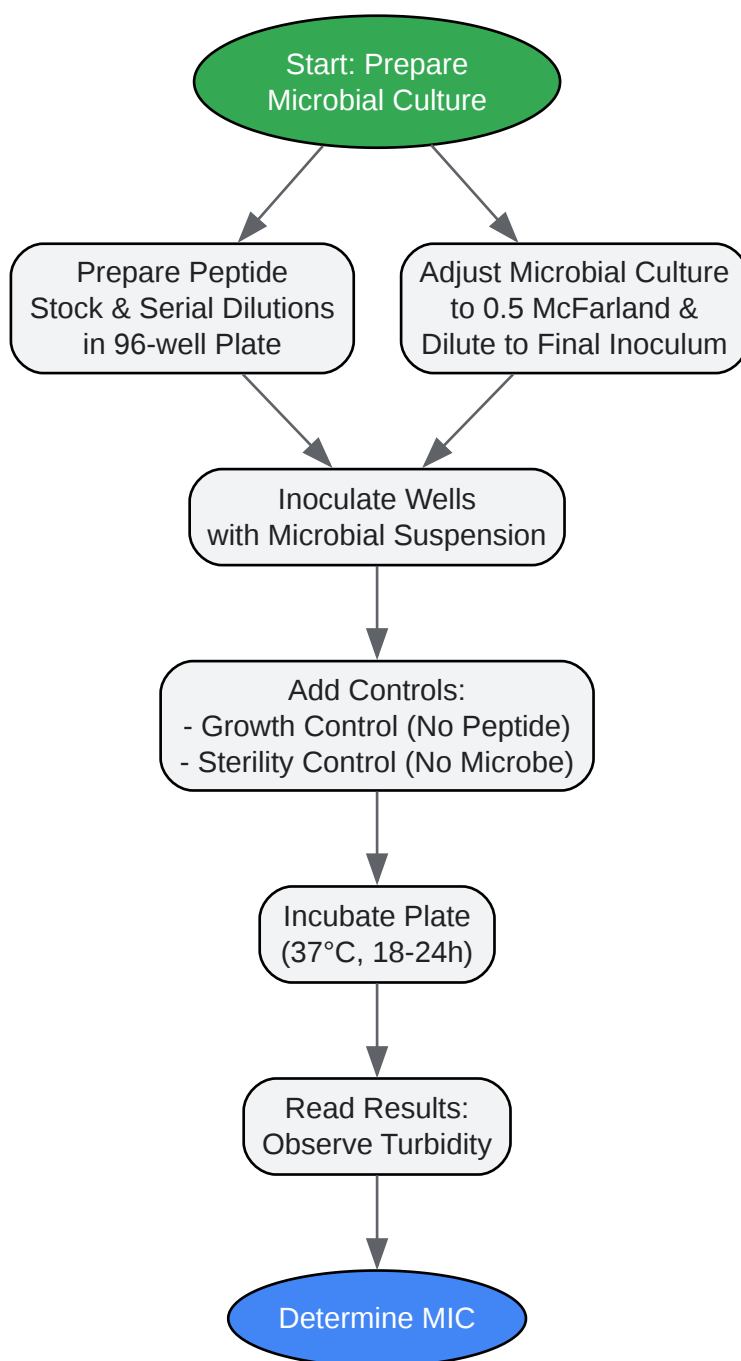 Start: Prepare
Microbial Culture
Prepare Peptide
Stock & Serial Dilutions
in 96-well Plate
Adjust Microbial Culture
to 0.5 McFarland &
Dilute to Final Inoculum
Inoculate Wells
with Microbial Suspension
Add Controls:
- Growth Control (No Peptide)
- Sterility Control (No Microbe)
Incubate Plate
(37°C, 18-24h)
Read Results:
Observe Turbidity
Determine MIC